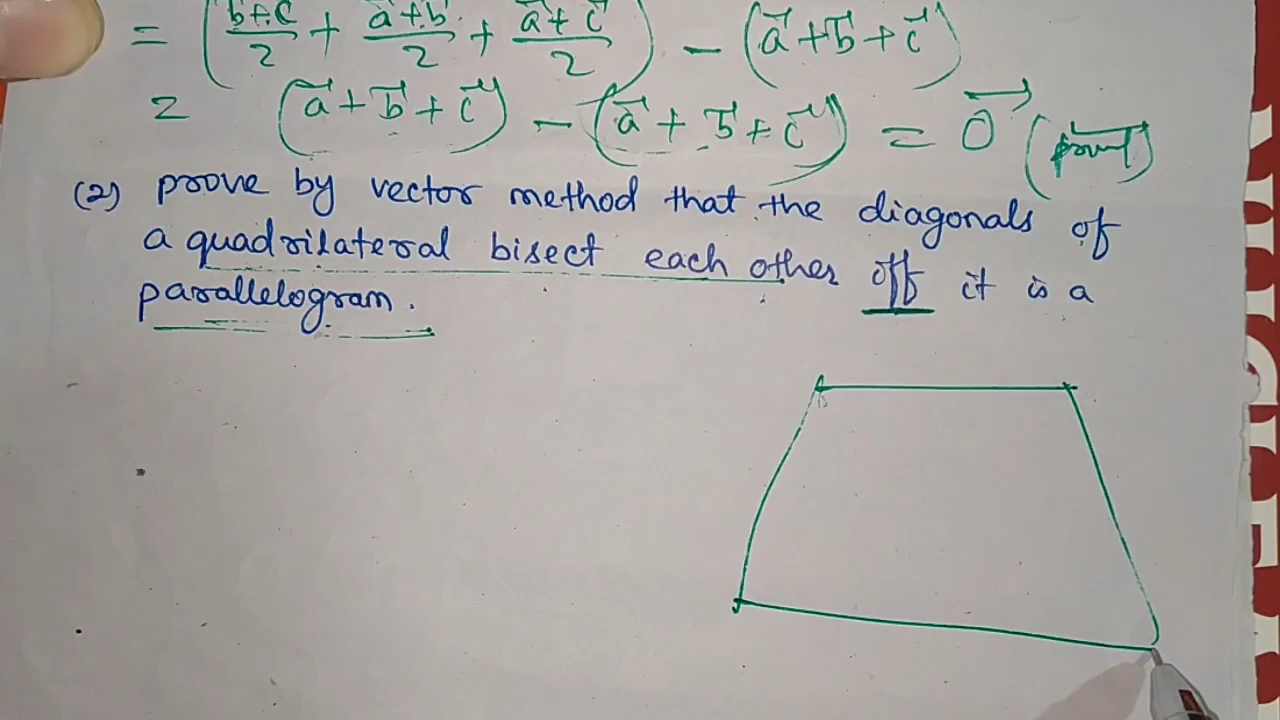 = (b⃗+c⃗/2 + a⃗+b⃗/2 + a⃗+c⃗/2) - (a⃗+b⃗+c⃗)
= (a⃗+b⃗+c⃗) - (a⃗+b⃗+c⃗) = 0⃗
(2) prove by vector method that the diagonals of
a quadrilateral bisect each other iff it is a
parallelogram.